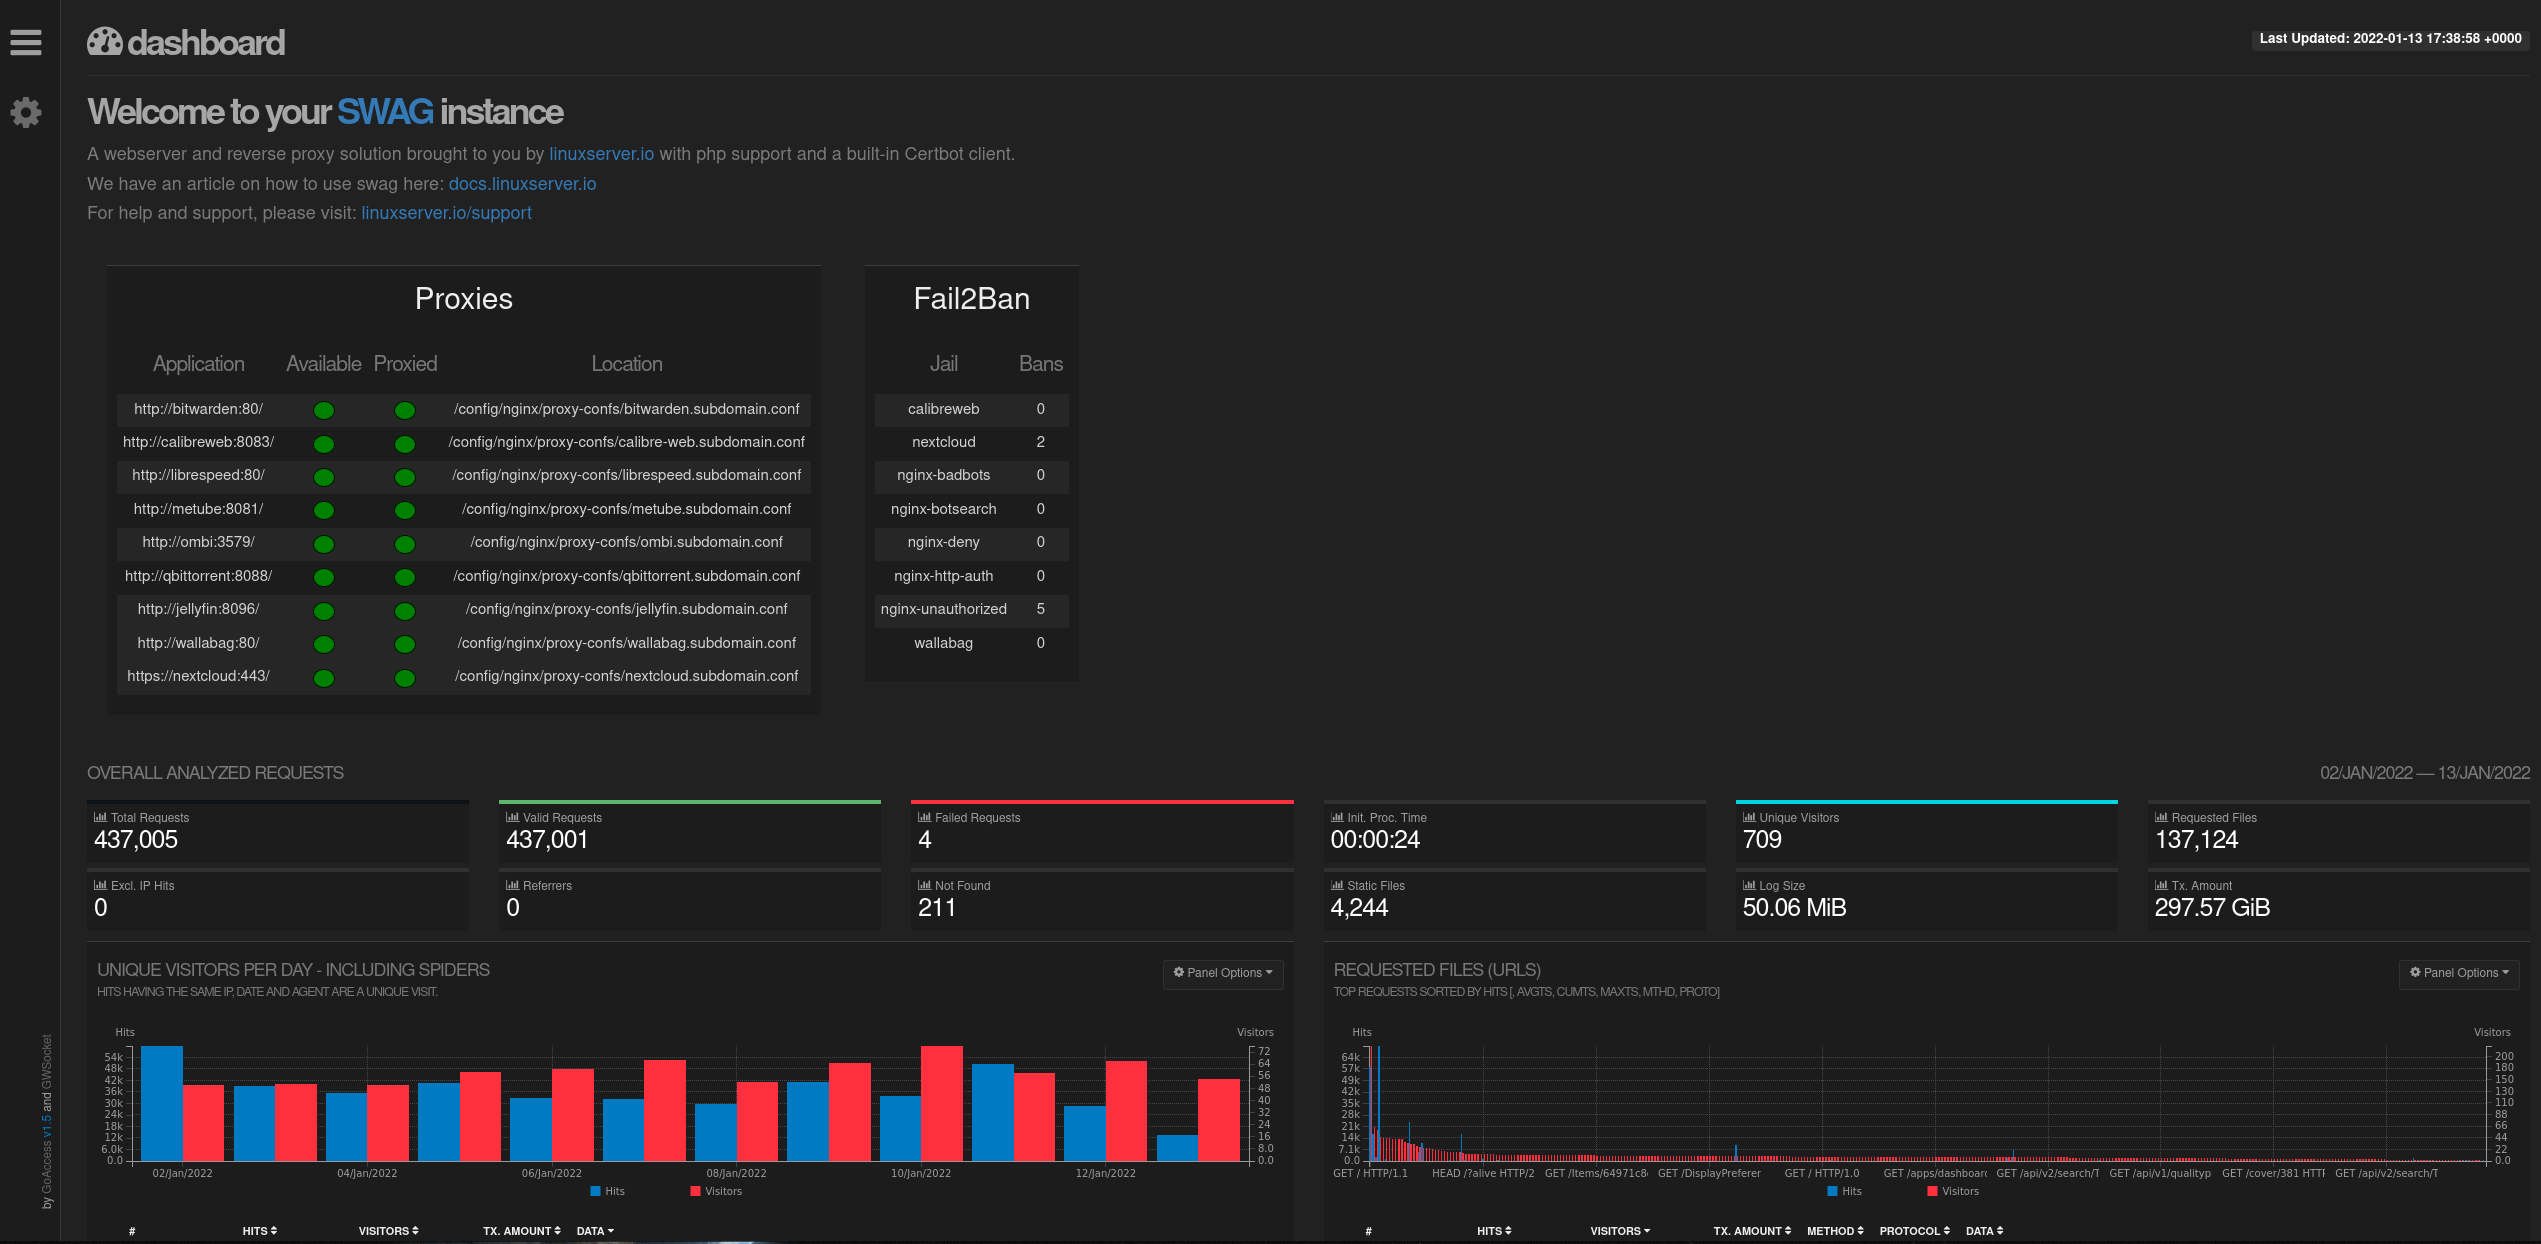 dashboard
Last Updated: 2022-01-13 17:38:58 +0000
Welcome to your SWAG instance
A webserver and reverse proxy solution brought to you by linuxserver.io with php support and a built-in Certbot client.
We have an article on how to use swag here: docs.linuxserver.io
For help and support, please visit: linuxserver.io/support
Proxies
Application Available Proxied Location
http://bitwarden:80/ /config/nginx/proxy-confs/bitwarden.subdomain.conf
http://calibreweb:8083/ /config/nginx/proxy-confs/calibre-web.subdomain.conf
http://librespeed:80/ /config/nginx/proxy-confs/librespeed.subdomain.conf
http://metube:8081/ /config/nginx/proxy-confs/metube.subdomain.conf
http://ombi:3579/ /config/nginx/proxy-confs/ombi.subdomain.conf
http://qbittorrent:8088/ /config/nginx/proxy-confs/qbittorrent.subdomain.conf
http://jellyfin:8096/ /config/nginx/proxy-confs/jellyfin.subdomain.conf
http://wallabag:80/ /config/nginx/proxy-confs/wallabag.subdomain.conf
https://nextcloud:443/ /config/nginx/proxy-confs/nextcloud.subdomain.conf
Fail2Ban
Jail Bans
calibreweb 0
nextcloud 2
nginx-badbots 0
nginx-botsearch 0
nginx-deny 0
nginx-http-auth 0
nginx-unauthorized 5
wallabag 0
OVERALL ANALYZED REQUESTS
02/JAN/2022 — 13/JAN/2022
Total Requests
437,005
Valid Requests
437,001
Failed Requests
4
Init. Proc. Time
00:00:24
Unique Visitors
709
Requested Files
137,124
Excl. IP Hits
0
Referrers
0
Not Found
211
Static Files
4,244
Log Size
50.06 MiB
Tx. Amount
297.57 GiB
UNIQUE VISITORS PER DAY - INCLUDING SPIDERS
HITS HAVING THE SAME IP, DATE AND AGENT ARE A UNIQUE VISIT.
Panel Options
Hits
Visitors
54k
48k
42k
36k
30k
24k
18k
12k
6.0k
0.0
72
64
56
48
40
32
24
16
8.0
0.0
02/Jan/2022 04/Jan/2022 06/Jan/2022 08/Jan/2022 10/Jan/2022 12/Jan/2022
Hits Visitors
# HITS VISITORS TX. AMOUNT DATA
REQUESTED FILES (URLS)
TOP REQUESTS SORTED BY HITS [, AVGTS, CUMTS, MAXTS, MTHD, PROTO]
Panel Options
Hits
Visitors
64k
57k
49k
42k
35k
28k
21k
14k
7.1k
0.0
200
180
150
130
110
88
66
44
22
0.0
GET / HTTP/1.1 HEAD /?alive HTTP/2 GET /Items/64971c8 GET /DisplayPreferer GET / HTTP/1.0 GET /apps/dashboard GET /api/v2/search/T GET /api/v1/qualityp GET /cover/381 HTTP GET /api/v2/search/T
Hits Visitors
# HITS VISITORS TX. AMOUNT METHOD PROTOCOL DATA
by GoAccess v1.5 and GWSocket